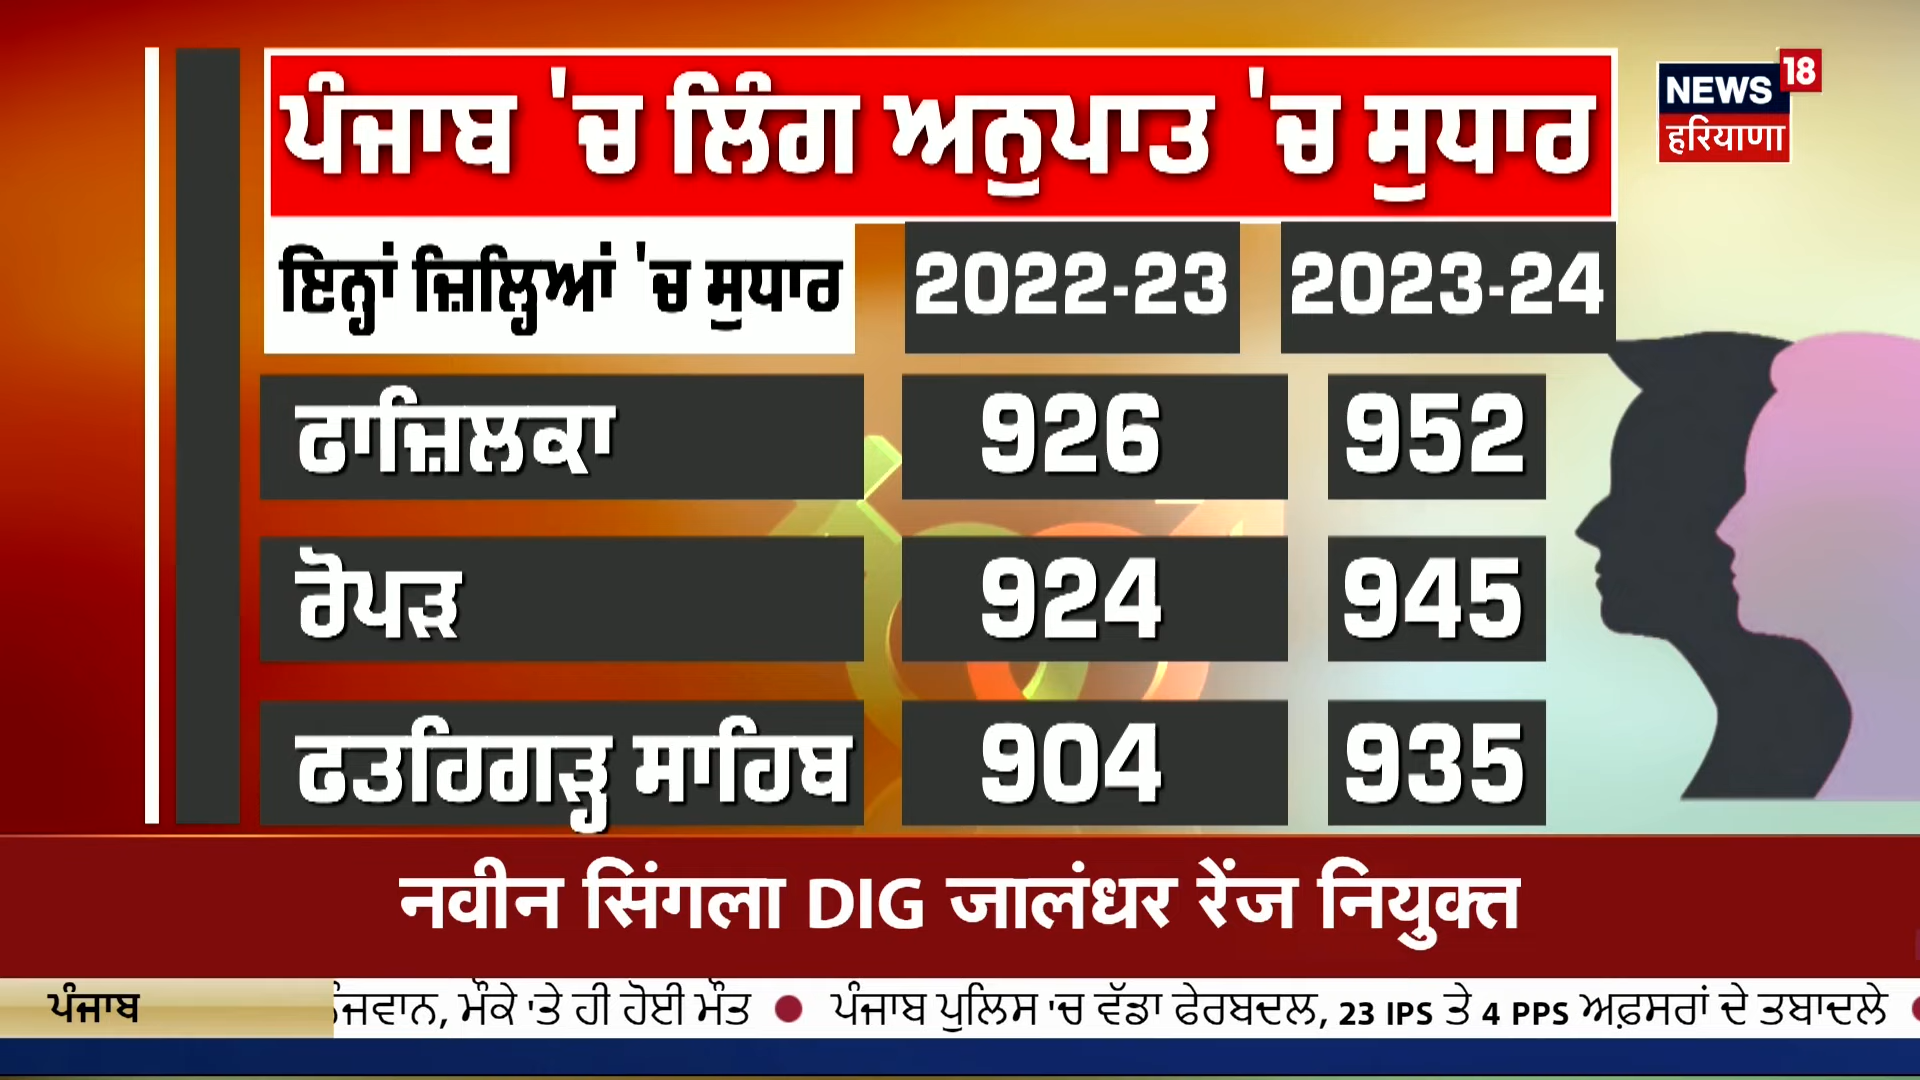 ਪੰਜਾਬ 'ਚ ਲਿੰਗ ਅਨੁਪਾਤ 'ਚ ਸੁਧਾਰ
NEWS 18
हरियाणा
ਇਨ੍ਹਾਂ ਜ਼ਿਲ੍ਹਿਆਂ 'ਚ ਸੁਧਾਰ 2022-23 2023-24
ਫਾਜ਼ਿਲਕਾ 926 952
ਰੋਪੜ 924 945
ਫਤਹਿਗੜ੍ਹ ਸਾਹਿਬ 904 935
नवीन सिंगला DIG जालंधर रेंज नियुक्त
ਪੰਜਾਬ ਮੌਕੇ 'ਤੇ ਹੀ ਹੋਈ ਮੌਤ ● ਪੰਜਾਬ ਪੁਲਿਸ 'ਚ ਵੱਡਾ ਫੇਰਬਦਲ, 23 IPS ਤੇ 4 PPS ਅਫ਼ਸਰਾਂ ਦੇ ਤਬਾਦਲੇ